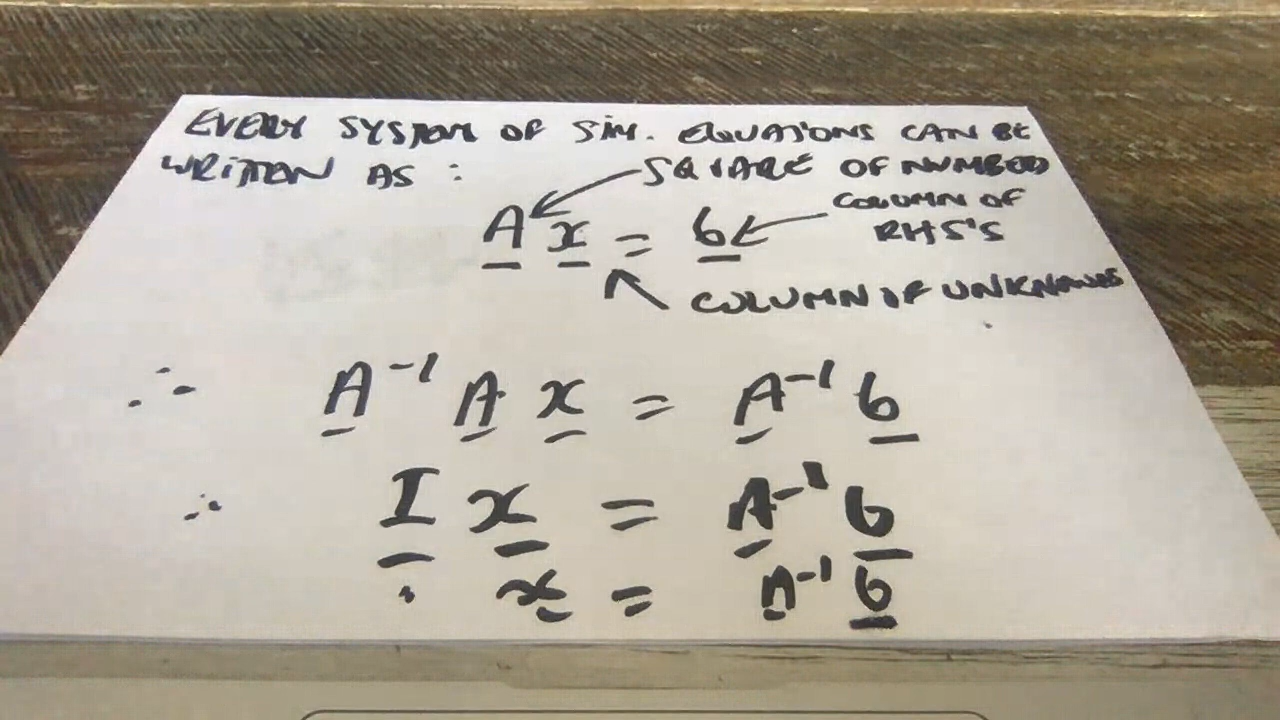 EVERY SYSTEM OF SIM. EQUATIONS CAN BE
WRITTEN AS :
SQUARE OF NUMBERS
A x = b
COLUMN OF
RHS'S
COLUMN OF UNKNOWNS
∴ A⁻¹ A x = A⁻¹ b
∴ I x = A⁻¹ b
x = A⁻¹ b